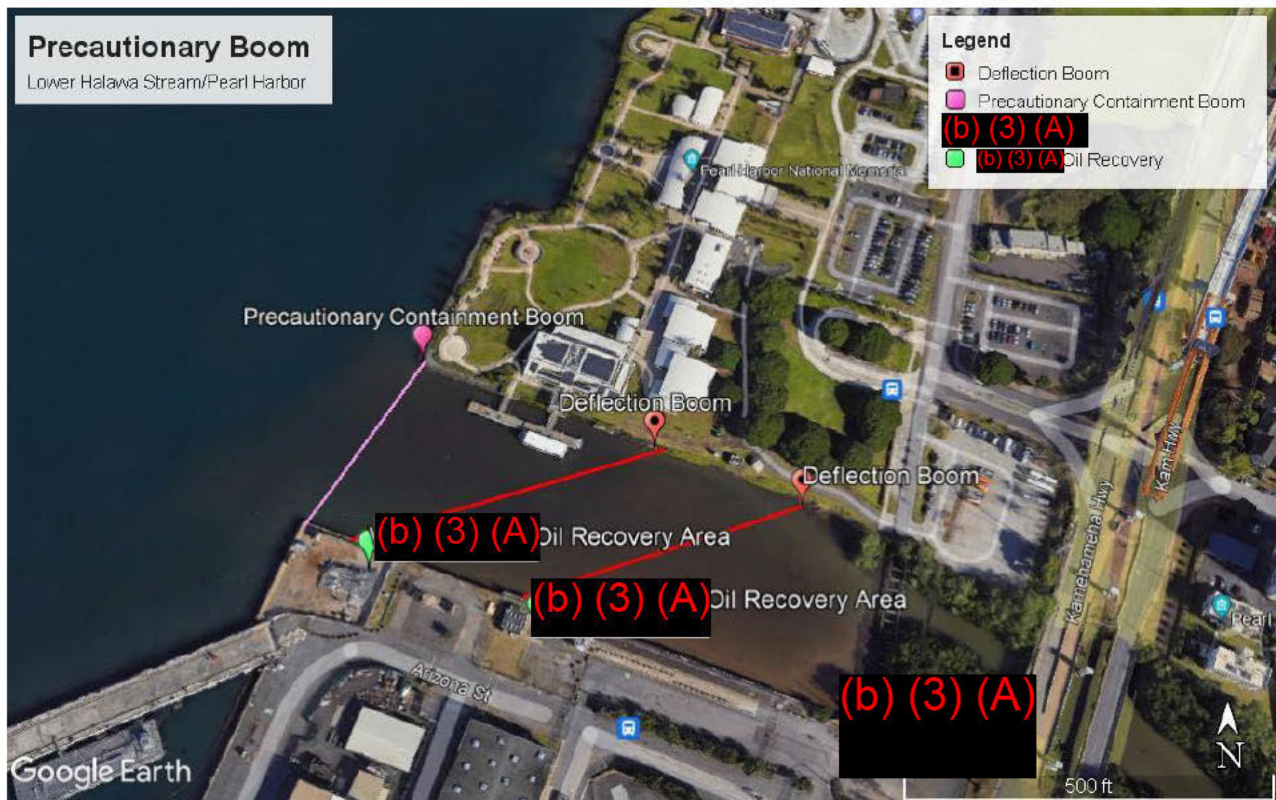 Precautionary Boom
Lower Halawa Stream/Pearl Harbor
Legend
Deflection Boom
Precautionary Containment Boom
(b) (3) (A)
(b) (3) (A) Oil Recovery
Pearl Harbor National Memorial
Precautionary Containment Boom
Deflection Boom
Deflection Boom
(b) (3) (A) Oil Recovery Area
(b) (3) (A) Oil Recovery Area
(b) (3) (A)
Kamehameha Hwy
Kam Hwy
Pearl
Arizona St
Google Earth
N
500 ft